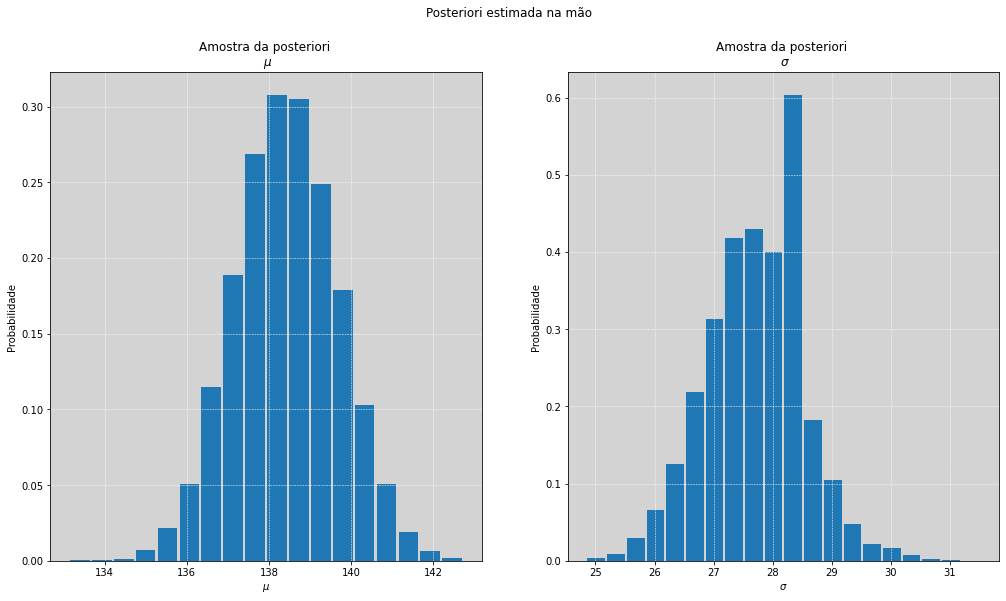 Posteriori estimada na mão
Amostra da posteriori
μ
Probabilidade
0.30
0.25
0.20
0.15
0.10
0.05
0.00
134 136 138 140 142
μ
Amostra da posteriori
σ
Probabilidade
0.6
0.5
0.4
0.3
0.2
0.1
0.0
25 26 27 28 29 30 31
σ